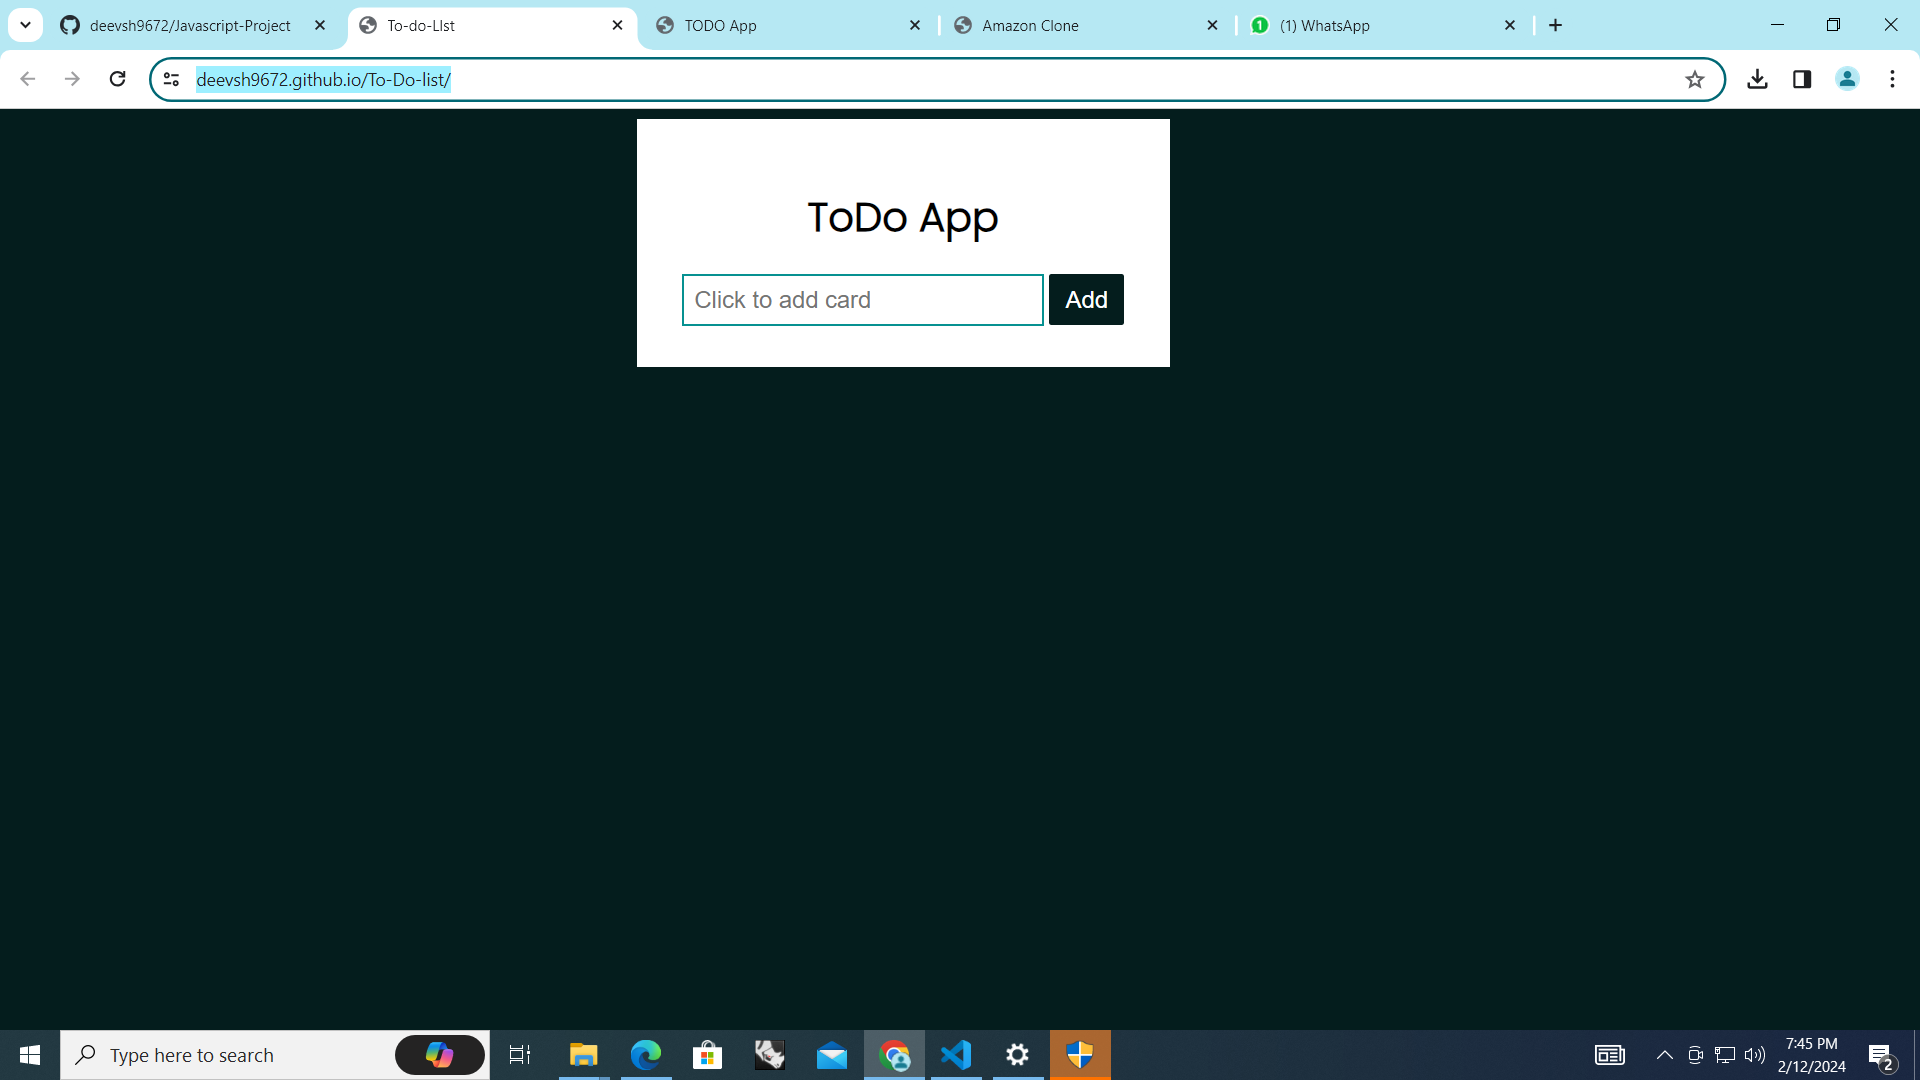 deevsh9672/Javascript-Project
To-do-LIst
TODO App
Amazon Clone
1
(1) WhatsApp
deevsh9672.github.io/To-Do-list/
ToDo App
Click to add card
Add
Type here to search
7:45 PM
2/12/2024
2